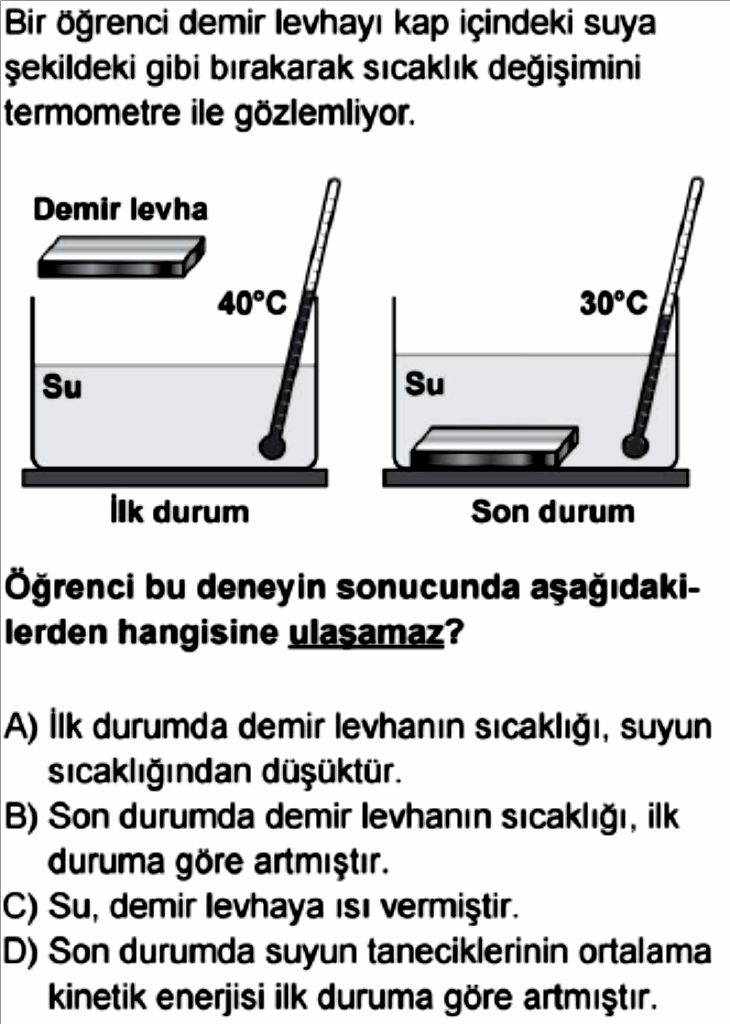 Bir öğrenci demir levhayı kap içindeki suya
şekildeki gibi bırakarak sıcaklık değişimini
termometre ile gözlemliyor.
Demir levha
40°C
30°C
Su
Su
İlk durum
Son durum
Öğrenci bu deneyin sonucunda aşağıdaki-
lerden hangisine ulaşamaz?
A) İlk durumda demir levhanın sıcaklığı, suyun
sıcaklığından düşüktür.
B) Son durumda demir levhanın sıcaklığı, ilk
duruma göre artmıştır.
C) Su, demir levhaya ısı vermiştir.
D) Son durumda suyun taneciklerinin ortalama
kinetik enerjisi ilk duruma göre artmıştır.